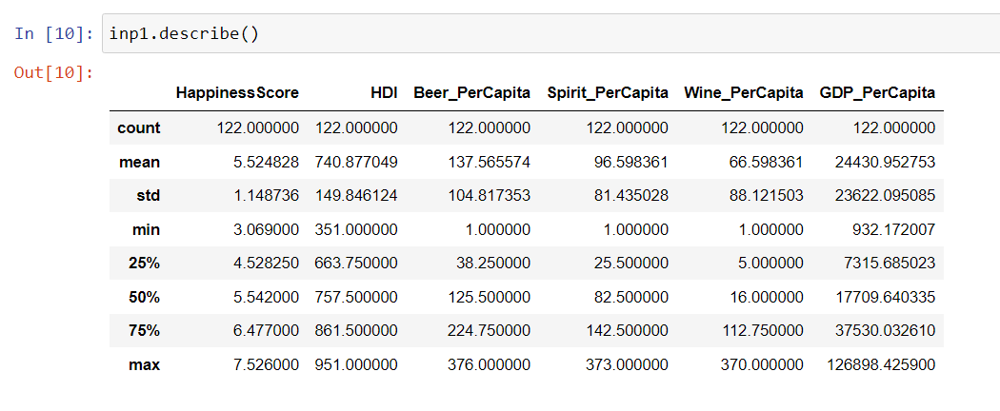 In [10]: inp1.describe()
Out[10]:
HappinessScore HDI Beer_PerCapita Spirit_PerCapita Wine_PerCapita GDP_PerCapita
count 122.000000 122.000000 122.000000 122.000000 122.000000 122.000000
mean 5.524828 740.877049 137.565574 96.598361 66.598361 24430.952753
std 1.148736 149.846124 104.817353 81.435028 88.121503 23622.095085
min 3.069000 351.000000 1.000000 1.000000 1.000000 932.172007
25% 4.528250 663.750000 38.250000 25.500000 5.000000 7315.685023
50% 5.542000 757.500000 125.500000 82.500000 16.000000 17709.640335
75% 6.477000 861.500000 224.750000 142.500000 112.750000 37530.032610
max 7.526000 951.000000 376.000000 373.000000 370.000000 126898.425900